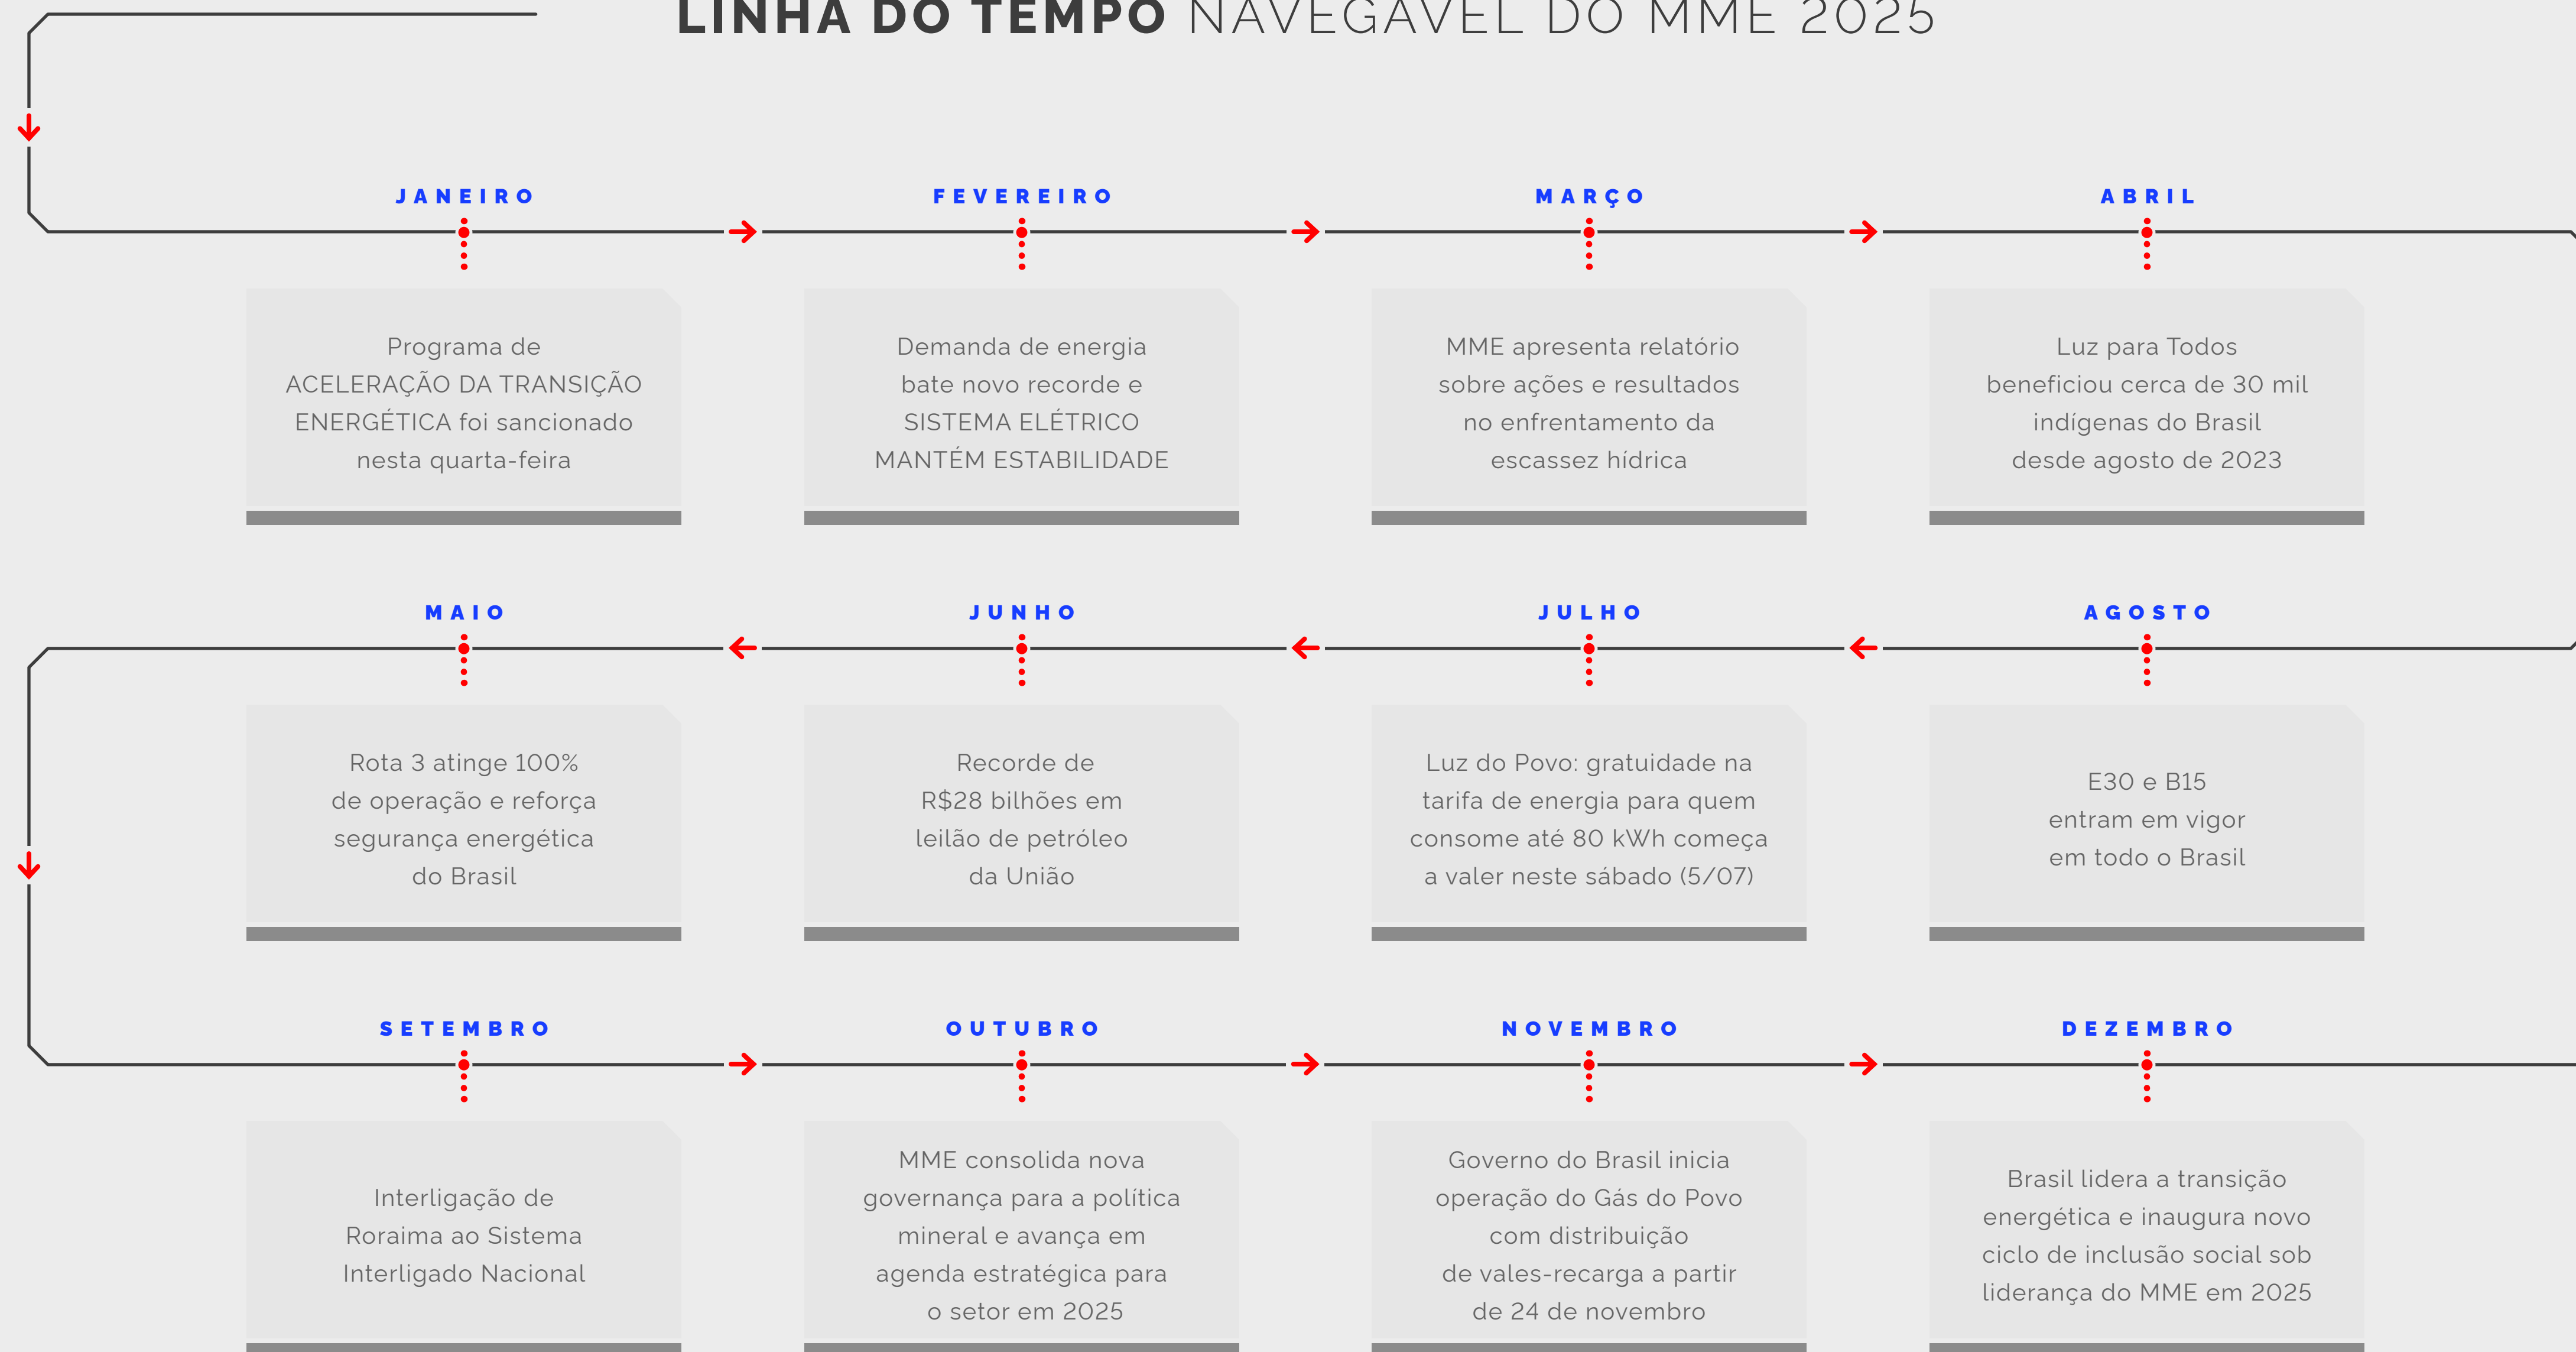 LINHA DO TEMPO NAVEGÁVEL DO MME 2025
JANEIRO
Programa de
ACELERAÇÃO DA TRANSIÇÃO
ENERGÉTICA foi sancionado
nesta quarta-feira
FEVEREIRO
Demanda de energia
bate novo recorde e
SISTEMA ELÉTRICO
MANTÉM ESTABILIDADE
MARÇO
MME apresenta relatório
sobre ações e resultados
no enfrentamento da
escassez hídrica
ABRIL
Luz para Todos
beneficiou cerca de 30 mil
indígenas do Brasil
desde agosto de 2023
MAIO
Rota 3 atinge 100%
de operação e reforça
segurança energética
do Brasil
JUNHO
Recorde de
R$28 bilhões em
leilão de petróleo
da União
JULHO
Luz do Povo: gratuidade na
tarifa de energia para quem
consome até 80 kWh começa
a valer neste sábado (5/07)
AGOSTO
E30 e B15
entram em vigor
em todo o Brasil
SETEMBRO
Interligação de
Roraima ao Sistema
Interligado Nacional
OUTUBRO
MME consolida nova
governança para a política
mineral e avança em
agenda estratégica para
o setor em 2025
NOVEMBRO
Governo do Brasil inicia
operação do Gás do Povo
com distribuição
de vales-recarga a partir
de 24 de novembro
DEZEMBRO
Brasil lidera a transição
energética e inaugura novo
ciclo de inclusão social sob
liderança do MME em 2025